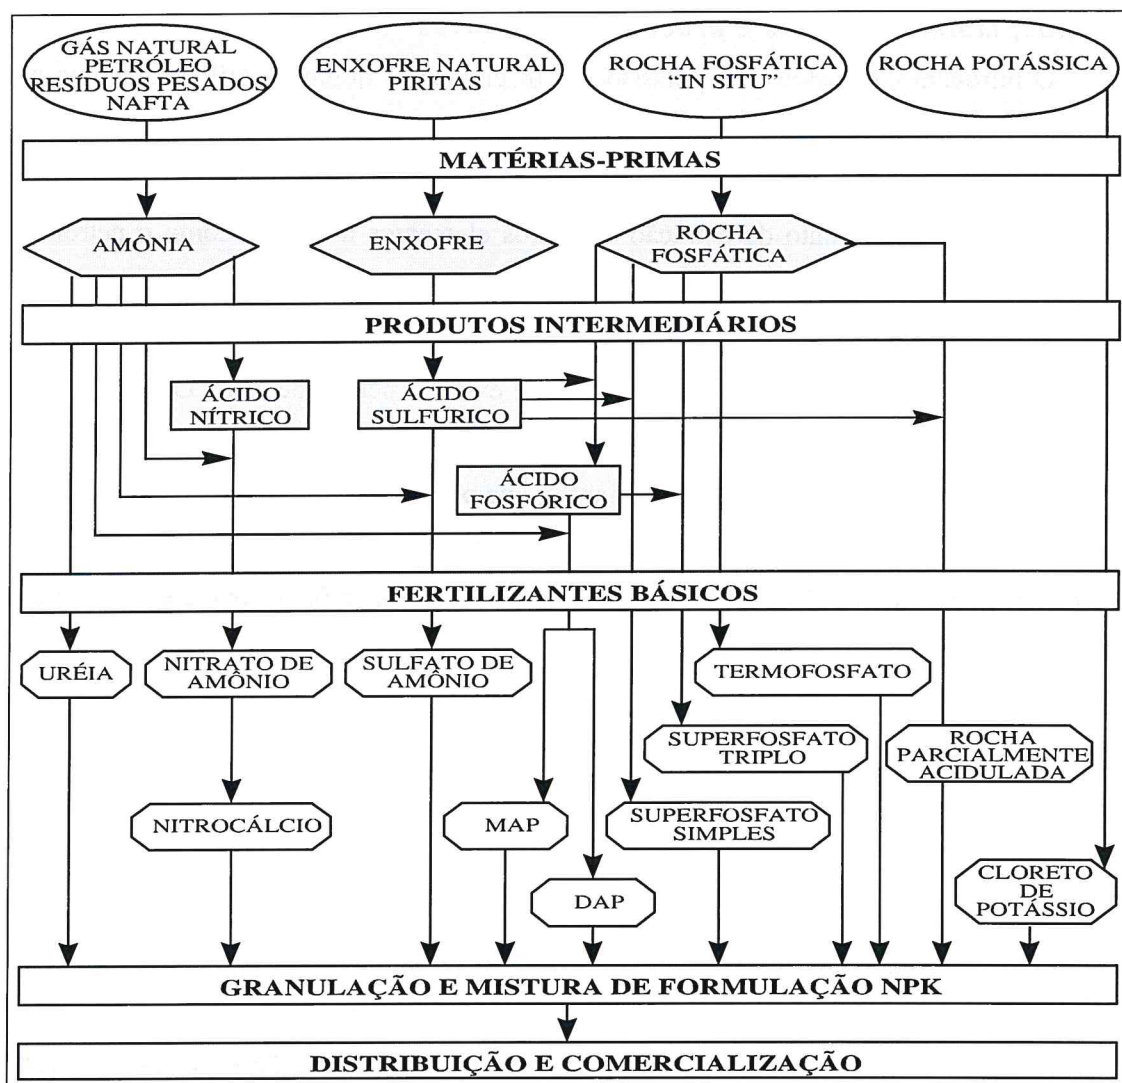 GÁS NATURAL
PETRÓLEO
RESÍDUOS PESADOS
NAFTA
ENXOFRE NATURAL
PIRITAS
ROCHA FOSFÁTICA
“IN SITU”
ROCHA POTÁSSICA
MATÉRIAS-PRIMAS
AMÔNIA
ENXOFRE
ROCHA
FOSFÁTICA
PRODUTOS INTERMEDIÁRIOS
ÁCIDO
NÍTRICO
ÁCIDO
SULFÚRICO
ÁCIDO
FOSFÓRICO
FERTILIZANTES BÁSICOS
URÉIA
NITRATO DE
AMÔNIO
SULFATO DE
AMÔNIO
TERMOFOSFATO
SUPERFOSFATO
TRIPLO
ROCHA
PARCIALMENTE
ACIDULADA
NITROCÁLCIO
MAP
SUPERFOSFATO
SIMPLES
DAP
CLORETO
DE
POTÁSSIO
GRANULAÇÃO E MISTURA DE FORMULAÇÃO NPK
DISTRIBUIÇÃO E COMERCIALIZAÇÃO